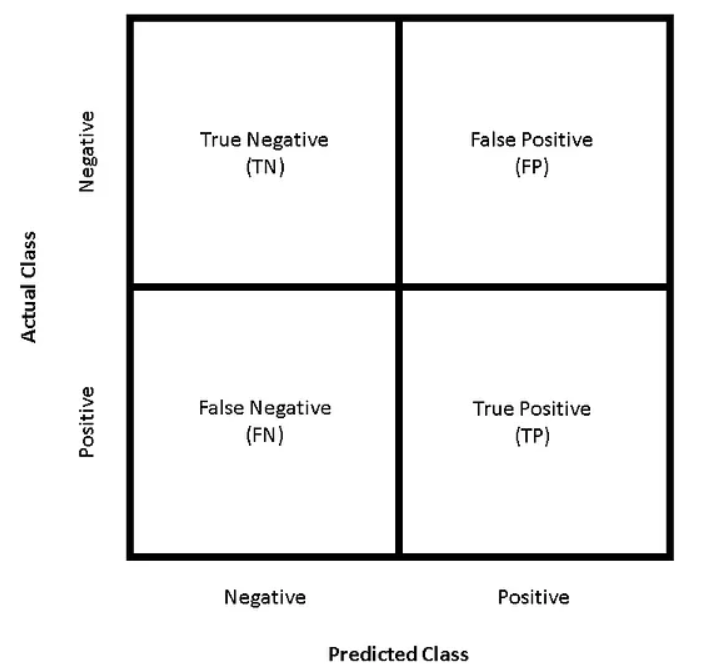 Actual Class
Negative
True Negative
(TN)
False Positive
(FP)
Positive
False Negative
(FN)
True Positive
(TP)
Negative
Positive
Predicted Class